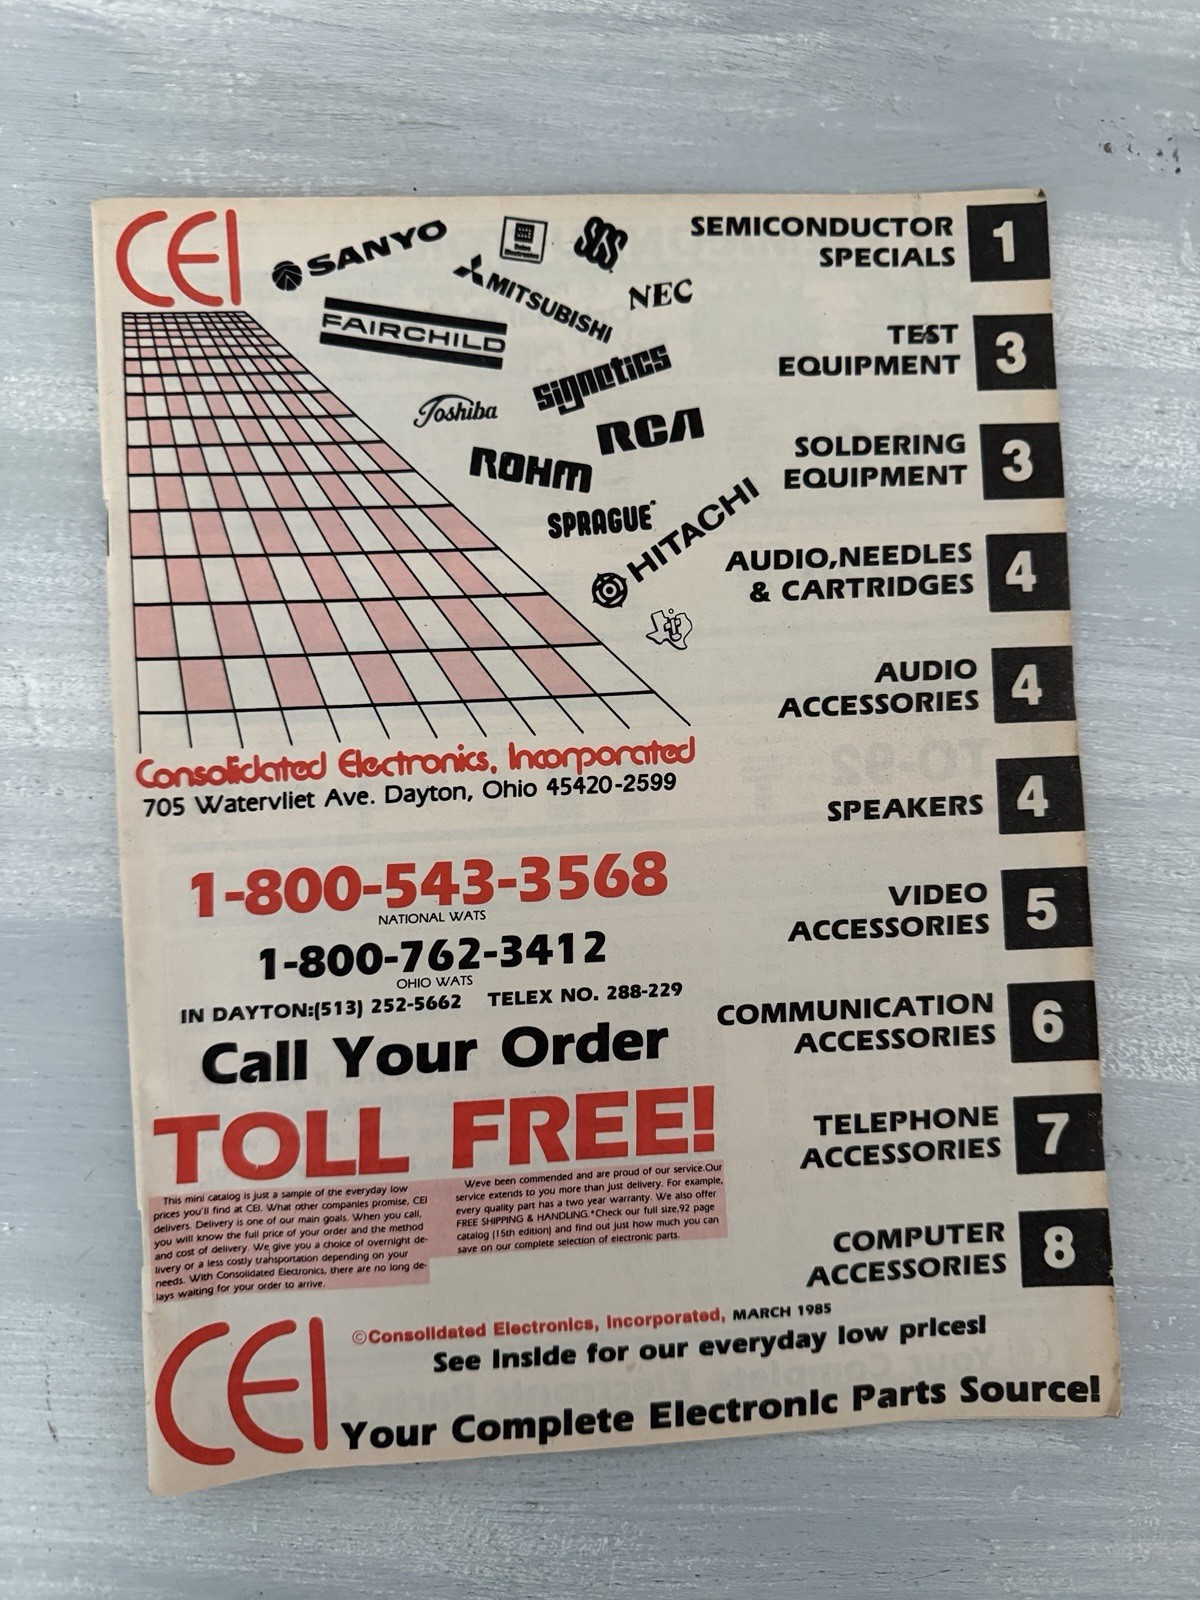 CEI
SANYO
SGS
MITSUBISHI
NEC
FAIRCHILD
signetics
Toshiba
RCA
ROHM
SPRAGUE
HITACHI
SEMICONDUCTOR
SPECIALS
1
TEST
EQUIPMENT
3
SOLDERING
EQUIPMENT
3
AUDIO,NEEDLES
& CARTRIDGES
4
AUDIO
ACCESSORIES
4
SPEAKERS
4
VIDEO
ACCESSORIES
5
COMMUNICATION
ACCESSORIES
6
TELEPHONE
ACCESSORIES
7
COMPUTER
ACCESSORIES
8
Consolidated Electronics, Incorporated
705 Watervliet Ave. Dayton, Ohio 45420-2599
1-800-543-3568
NATIONAL WATS
1-800-762-3412
OHIO WATS
IN DAYTON:(513) 252-5662 TELEX NO. 288-229
Call Your Order
TOLL FREE!
This mini catalog is just a sample of the everyday low
prices you'll find at CEI. What other companies promise, CEI
delivers. Delivery is one of our main goals. When you call,
you will know the full price of your order and the method
and cost of delivery. We give you a choice of overnight de-
livery or a less costly transportation depending on your
needs. With Consolidated Electronics, there are no long de-
lays waiting for your order to arrive.
Weve been commended and are proud of our service.Our
service extends to you more than just delivery. For example,
every quality part has a two year warranty. We also offer
FREE SHIPPING & HANDLING.*Check our full size,92 page
catalog (15th edition) and find out just how much you can
save on our complete selection of electronic parts.
CEI
©Consolidated Electronics, Incorporated, MARCH 1985
See Inside for our everyday low prices!
Your Complete Electronic Parts Source!